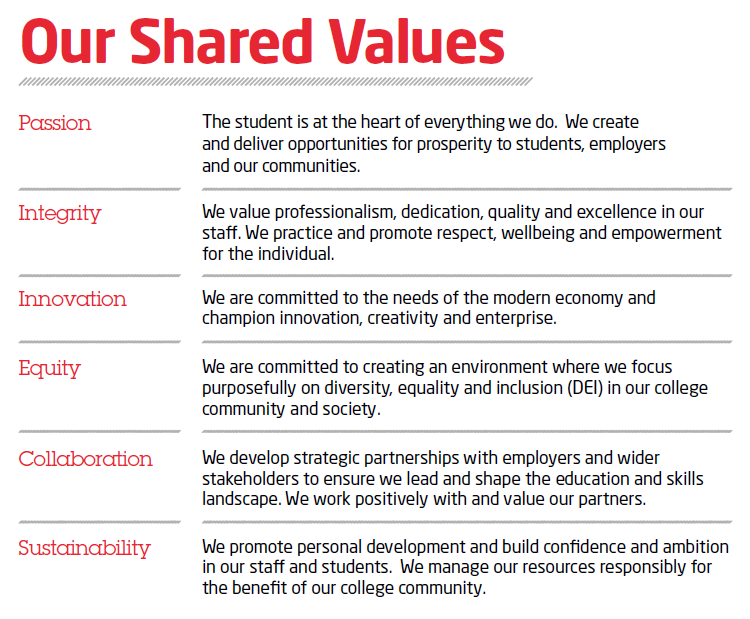 Our Shared Values
Passion
The student is at the heart of everything we do.  We create
and deliver opportunities for prosperity to students, employers
and our communities.
Integrity
We value professionalism, dedication, quality and excellence in our
staff. We practice and promote respect, wellbeing and empowerment
for the individual.
Innovation
We are committed to the needs of the modern economy and
champion innovation, creativity and enterprise.
Equity
We are committed to creating an environment where we focus
purposefully on diversity, equality and inclusion (DEI) in our college
community and society.
Collaboration
We develop strategic partnerships with employers and wider
stakeholders to ensure we lead and shape the education and skills
landscape. We work positively with and value our partners.
Sustainability
We promote personal development and build confidence and ambition
in our staff and students.  We manage our resources responsibly for
the benefit of our college community.